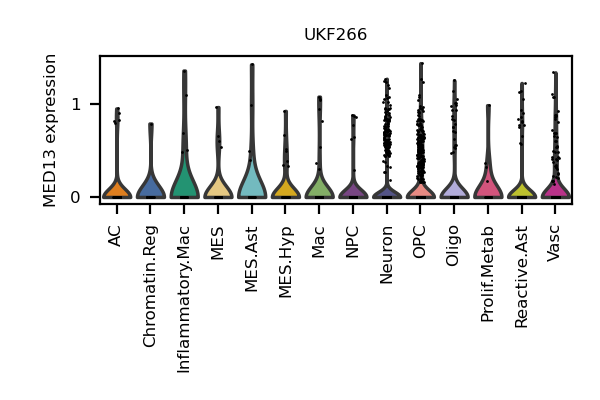 UKF266
MED13 expression
1
0
AC
Chromatin.Reg
Inflammatory.Mac
MES
MES.Ast
MES.Hyp
Mac
NPC
Neuron
OPC
Oligo
Prolif.Metab
Reactive.Ast
Vasc